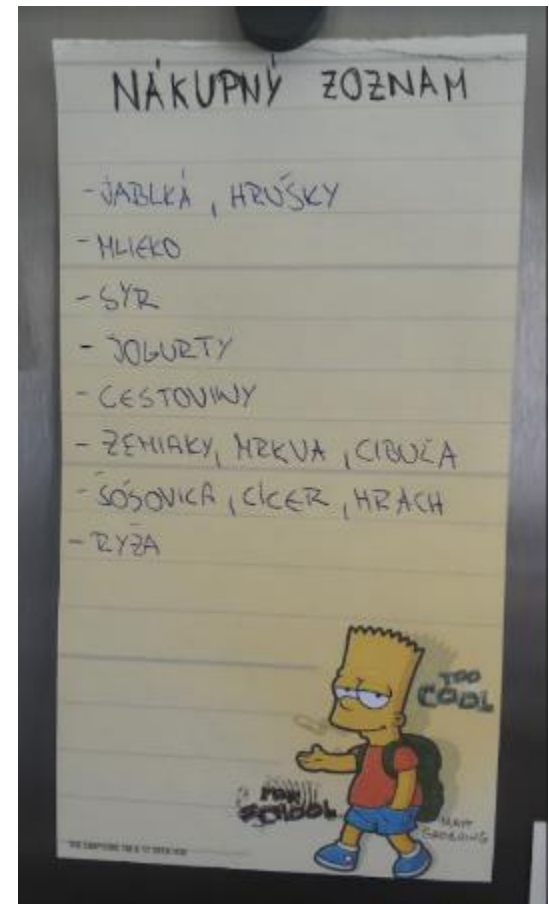 NÁKUPNÝ ZOZNAM
- JABLKÁ, HRUŠKY
- MLIEKO
- SYR
- JOGURTY
- CESTOVINY
- ZEMIAKY, MRKVA, CIBUĽA
- ŠOŠOVICA, CÍCER, HRACH
- RYŽA
TOO
COOL
FOR
SCHOOL
MATT
GROENING